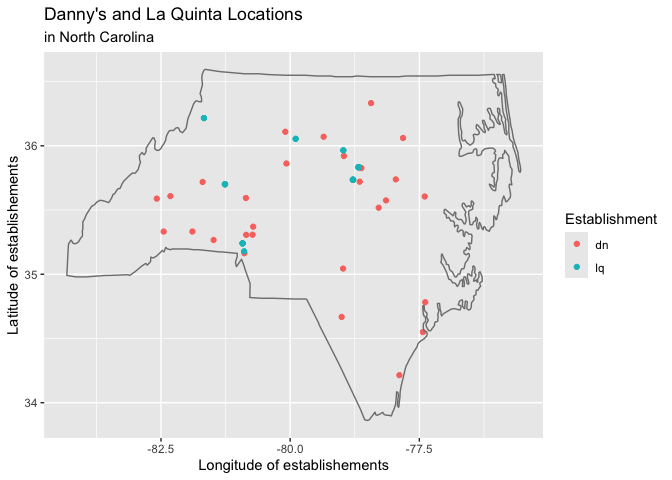 Danny's and La Quinta Locations
in North Carolina
36
35
34
Latitude of establishements
-82.5
-80.0
-77.5
Longitude of establishements
Establishment
dn
lq